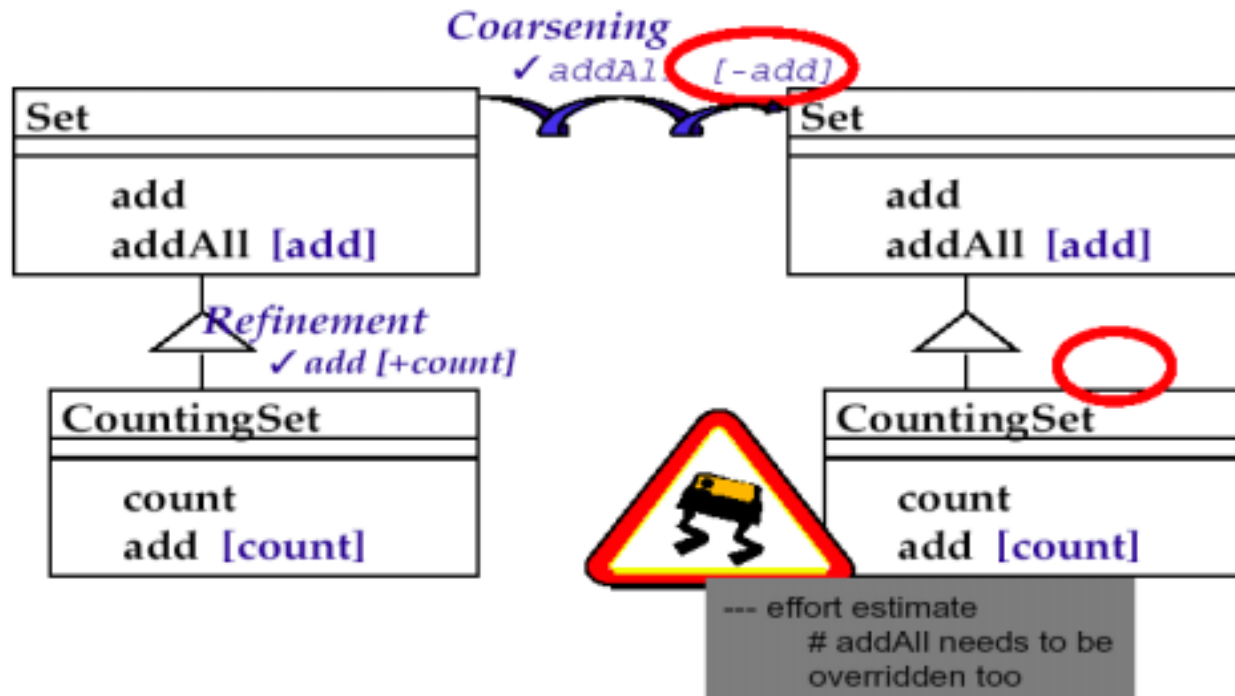 Coarsening
✓ addAll [-add]
Set
add
addAll [add]
Refinement
✓ add [+count]
CountingSet
count
add [count]
Set
add
addAll [add]
CountingSet
count
add [count]
--- effort estimate
# addAll needs to be
overridden too